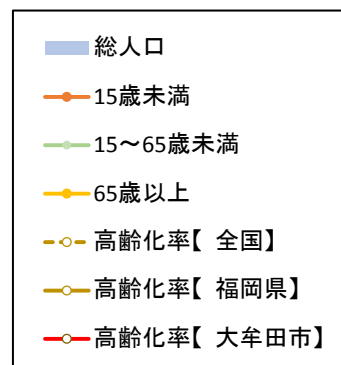 総人口
15歳未満
15～65歳未満
65歳以上
高齢化率【 全国】
高齢化率【 福岡県】
高齢化率【 大牟田市】